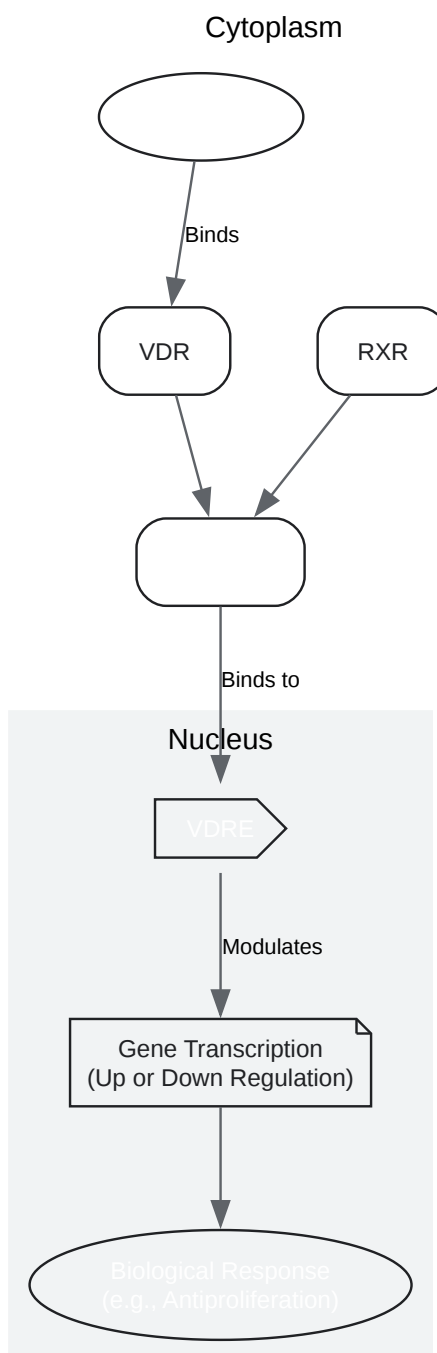 Cytoplasm
Binds
VDR
RXR
Binds to
Nucleus
VDRE
Modulates
Gene Transcription
(Up or Down Regulation)
Biological Response
(e.g., Antiproliferation)